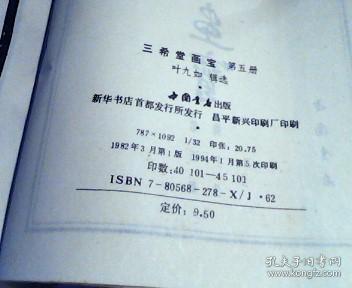 三希堂画宝 第五册
叶九如 辑选
中国书店出版
新华书店首都发行所发行 昌平新兴印刷厂印刷
787×1092 1/32 印张：20.75
1982年3月第1版 1994年1月第5次印刷
印数：40 101—45 101
ISBN 7-80568-278-X/J·62
定价：9.50
孔夫子旧书网